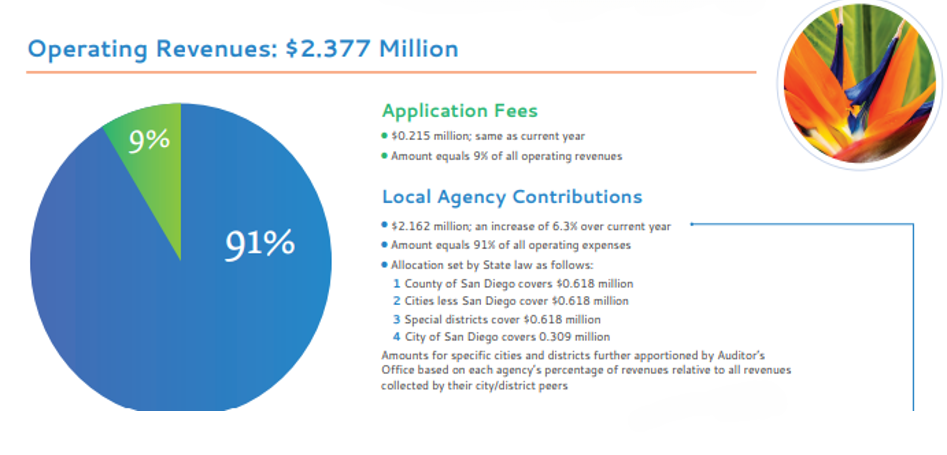 Operating Revenues: $2.377 Million
9%
91%
Application Fees
$0.215 million; same as current year
Amount equals 9% of all operating revenues
Local Agency Contributions
$2.162 million; an increase of 6.3% over current year
Amount equals 91% of all operating expenses
Allocation set by State law as follows:
1 County of San Diego covers $0.618 million
2 Cities less San Diego cover $0.618 million
3 Special districts cover $0.618 million
4 City of San Diego covers 0.309 million
Amounts for specific cities and districts further apportioned by Auditor's
Office based on each agency's percentage of revenues relative to all revenues
collected by their city/district peers